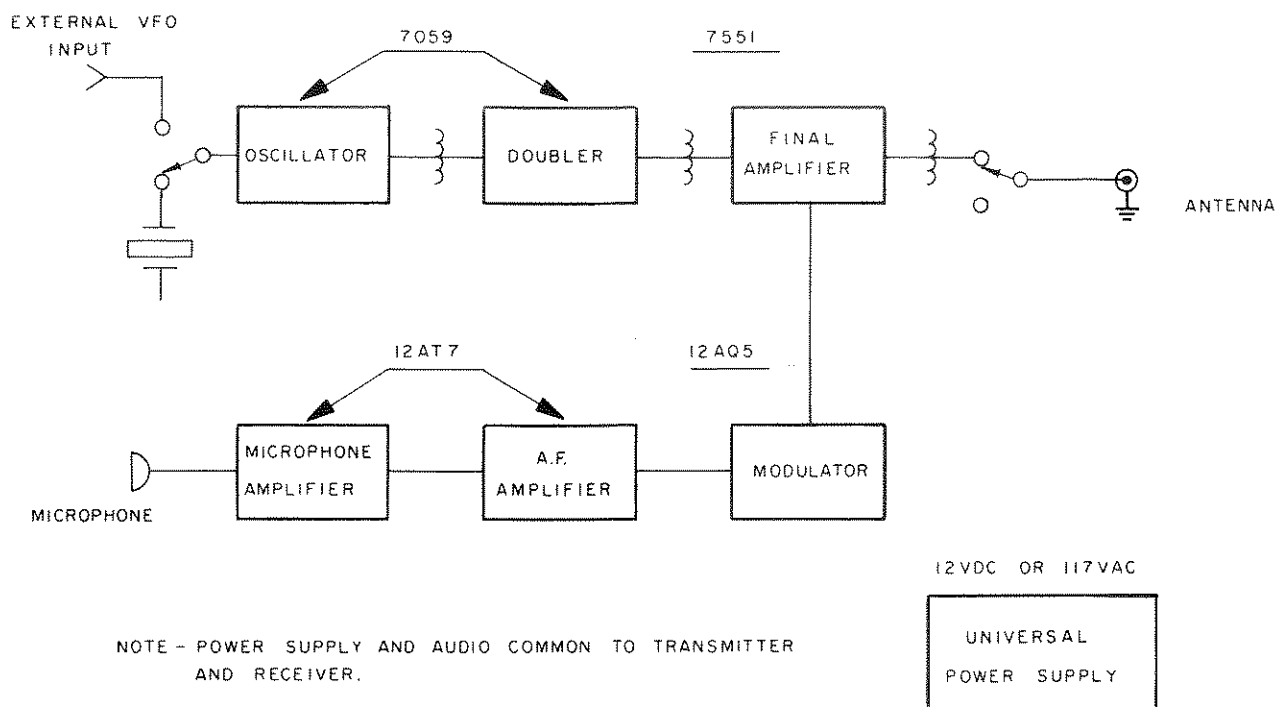 EXTERNAL VFO
INPUT
7059
7551
OSCILLATOR
DOUBLER
FINAL
AMPLIFIER
ANTENNA
12AT7
12AQ5
MICROPHONE
AMPLIFIER
A.F.
AMPLIFIER
MODULATOR
MICROPHONE
12VDC OR 117VAC
UNIVERSAL
POWER SUPPLY
NOTE - POWER SUPPLY AND AUDIO COMMON TO TRANSMITTER
AND RECEIVER.